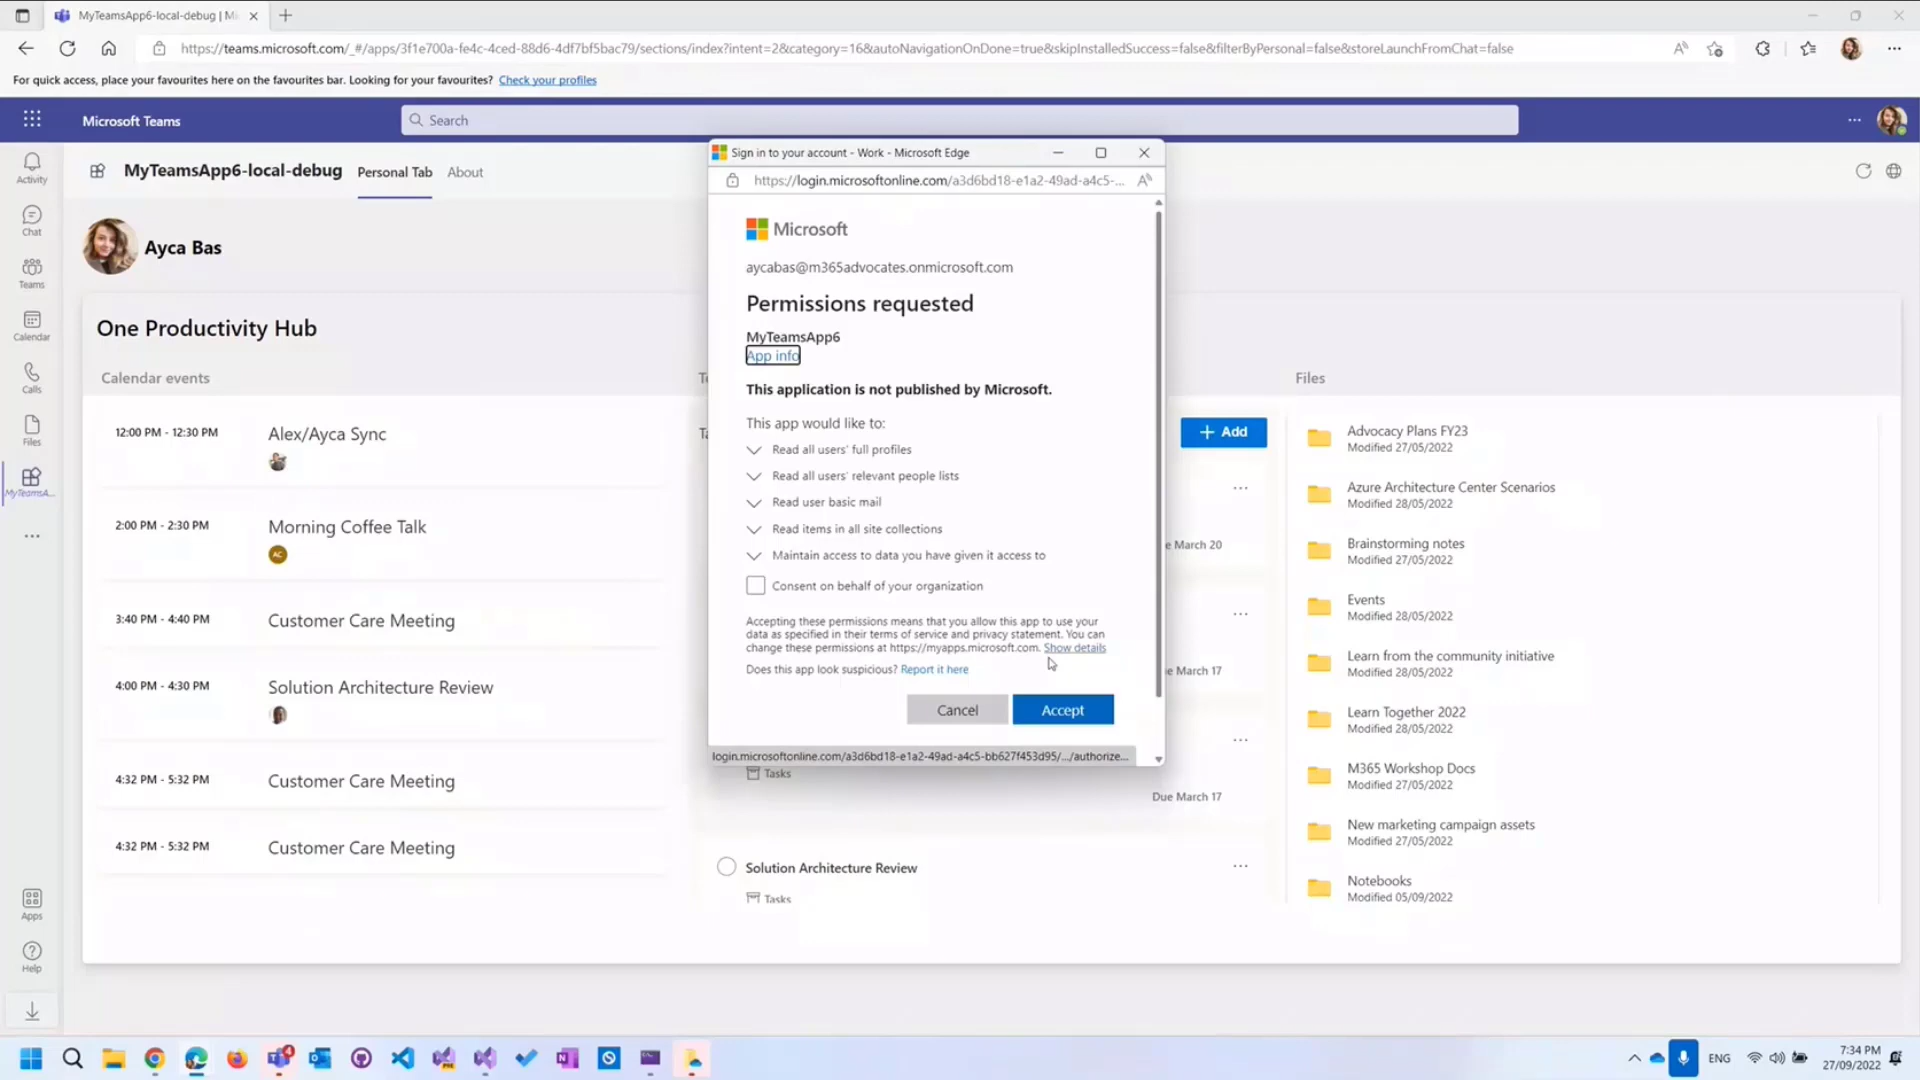 MyTeamsApp6-local-debug | Mi
https://teams.microsoft.com/_#/apps/3f1e700a-fe4c-4ced-88d6-4df7bf5bac79/sections/index?intent=2&category=16&autoNavigationOnDone=true&skipInstalledSuccess=false&filterByPersonal=false&storeLaunchFromChat=false
For quick access, place your favourites here on the favourites bar. Looking for your favourites? Check your profiles
Microsoft Teams
Search
Activity
Chat
Teams
Calendar
Calls
Files
MyTeamsA...
Apps
Help
MyTeamsApp6-local-debug
Personal Tab
About
Ayca Bas
One Productivity Hub
Calendar events
12:00 PM - 12:30 PM
Alex/Ayca Sync
2:00 PM - 2:30 PM
Morning Coffee Talk
AC
3:40 PM - 4:40 PM
Customer Care Meeting
4:00 PM - 4:30 PM
Solution Architecture Review
4:32 PM - 5:32 PM
Customer Care Meeting
4:32 PM - 5:32 PM
Customer Care Meeting
Sign in to your account - Work - Microsoft Edge
https://login.microsoftonline.com/a3d6bd18-e1a2-49ad-a4c5-...
Microsoft
aycabas@m365advocates.onmicrosoft.com
Permissions requested
MyTeamsApp6
App info
This application is not published by Microsoft.
This app would like to:
Read all users' full profiles
Read all users' relevant people lists
Read user basic mail
Read items in all site collections
Maintain access to data you have given it access to
Consent on behalf of your organization
Accepting these permissions means that you allow this app to use your
data as specified in their terms of service and privacy statement. You can
change these permissions at https://myapps.microsoft.com. Show details
Does this app look suspicious? Report it here
Cancel
Accept
login.microsoftonline.com/a3d6bd18-e1a2-49ad-a4c5-bb627f453d95/.../authorize...
+ Add
e March 20
e March 17
Tasks
Due March 17
Solution Architecture Review
Tasks
Files
Advocacy Plans FY23
Modified 27/05/2022
Azure Architecture Center Scenarios
Modified 28/05/2022
Brainstorming notes
Modified 27/05/2022
Events
Modified 28/05/2022
Learn from the community initiative
Modified 27/05/2022
Learn Together 2022
Modified 28/05/2022
M365 Workshop Docs
Modified 27/05/2022
New marketing campaign assets
Modified 27/05/2022
Notebooks
Modified 05/09/2022
4
ENG
7:34 PM
27/09/2022